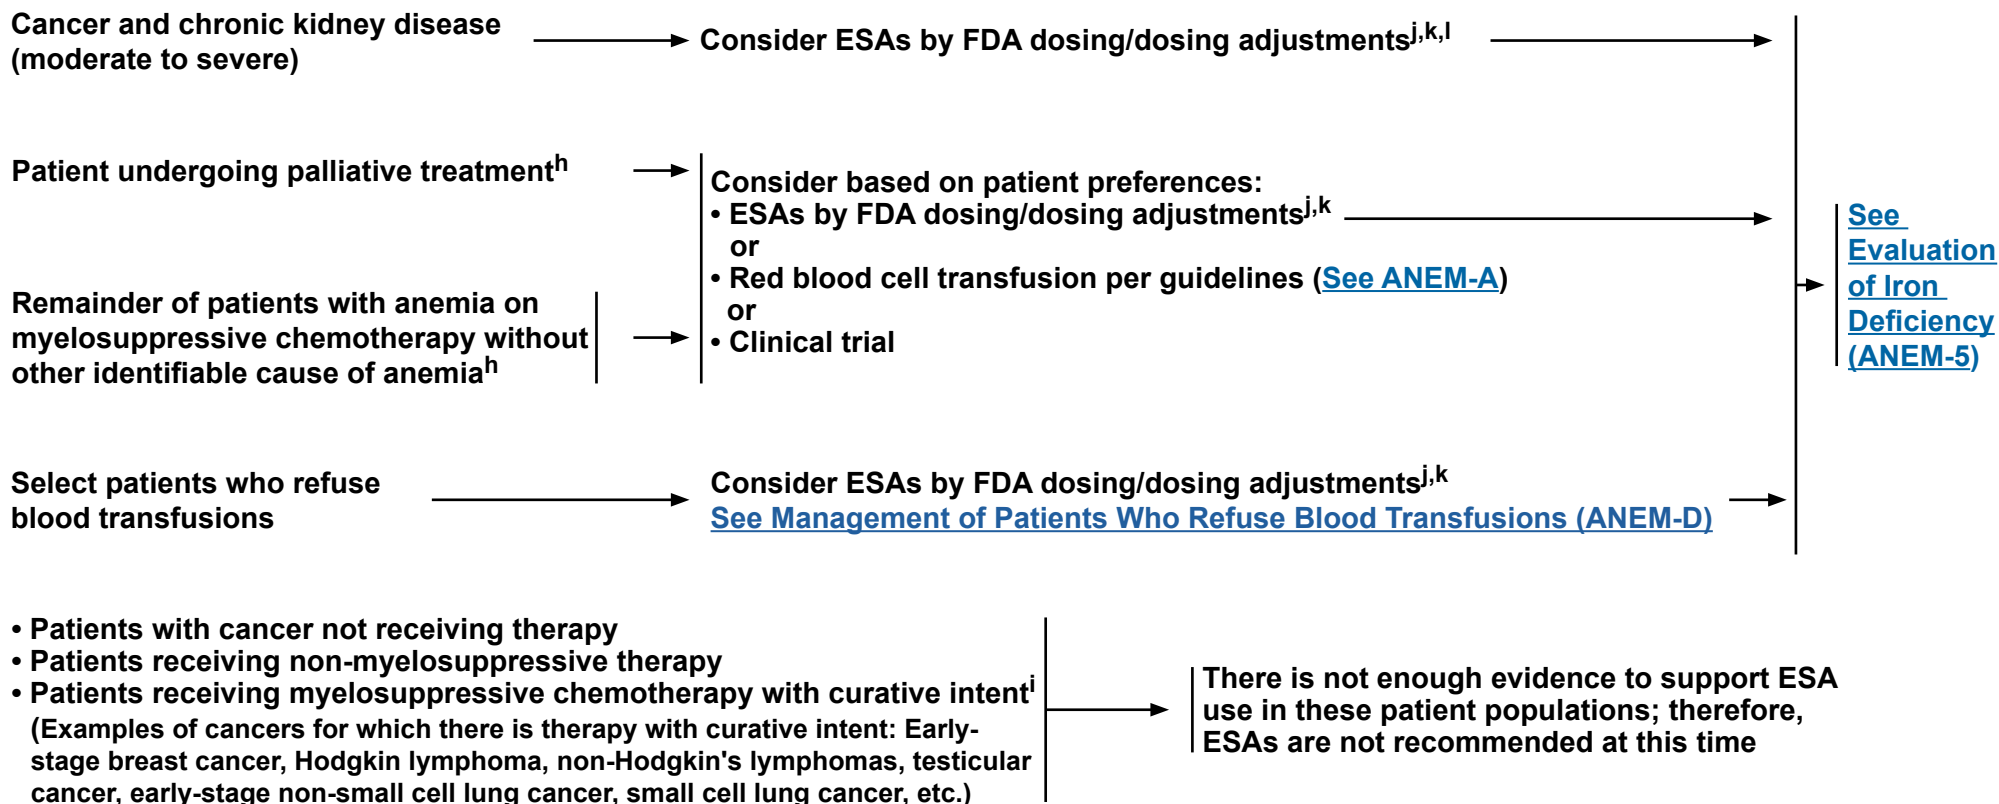 Cancer and chronic kidney disease
(moderate to severe)
Consider ESAs by FDA dosing/dosing adjustmentsj,k,l
Patient undergoing palliative treatmenth
Remainder of patients with anemia on
myelosuppressive chemotherapy without
other identifiable cause of anemiah
Consider based on patient preferences:
• ESAs by FDA dosing/dosing adjustmentsj,k
or
• Red blood cell transfusion per guidelines (See ANEM-A)
or
• Clinical trial
Select patients who refuse
blood transfusions
Consider ESAs by FDA dosing/dosing adjustmentsj,k
See Management of Patients Who Refuse Blood Transfusions (ANEM-D)
See
Evaluation
of Iron
Deficiency
(ANEM-5)
• Patients with cancer not receiving therapy
• Patients receiving non-myelosuppressive therapy
• Patients receiving myelosuppressive chemotherapy with curative intenti
(Examples of cancers for which there is therapy with curative intent: Early-
stage breast cancer, Hodgkin lymphoma, non-Hodgkin's lymphomas, testicular
cancer, early-stage non-small cell lung cancer, small cell lung cancer, etc.)
There is not enough evidence to support ESA
use in these patient populations; therefore,
ESAs are not recommended at this time